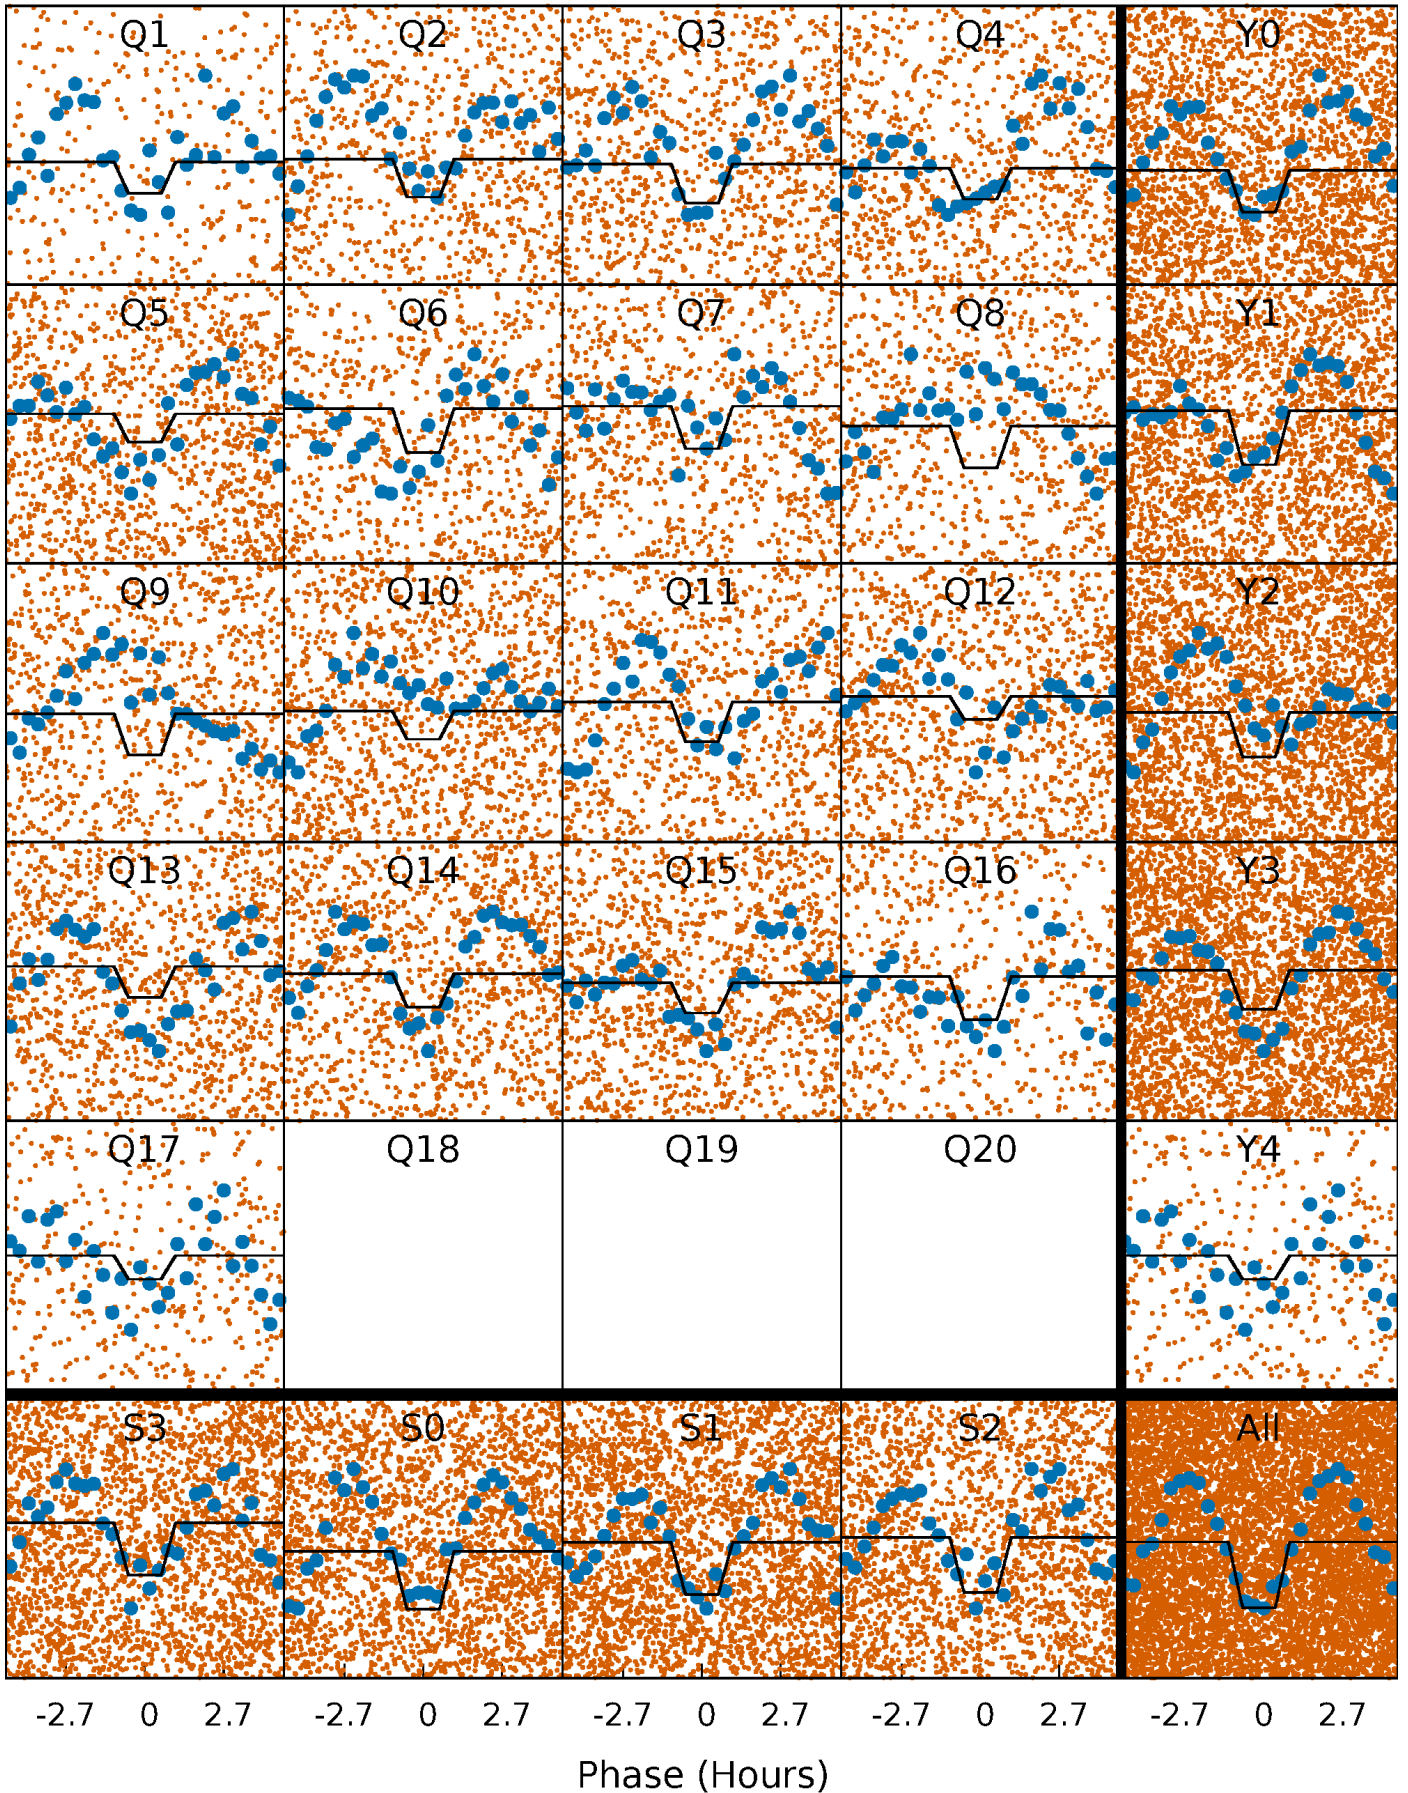 Q1 Q2 Q3 Q4 Y0
Q5 Q6 Q7 Q8 Y1
Q9 Q10 Q11 Q12 Y2
Q13 Q14 Q15 Q16 Y3
Q17 Q18 Q19 Q20 Y4
S3 S0 S1 S2 All
-2.7 0 2.7 -2.7 0 2.7 -2.7 0 2.7 -2.7 0 2.7 -2.7 0 2.7
Phase (Hours)